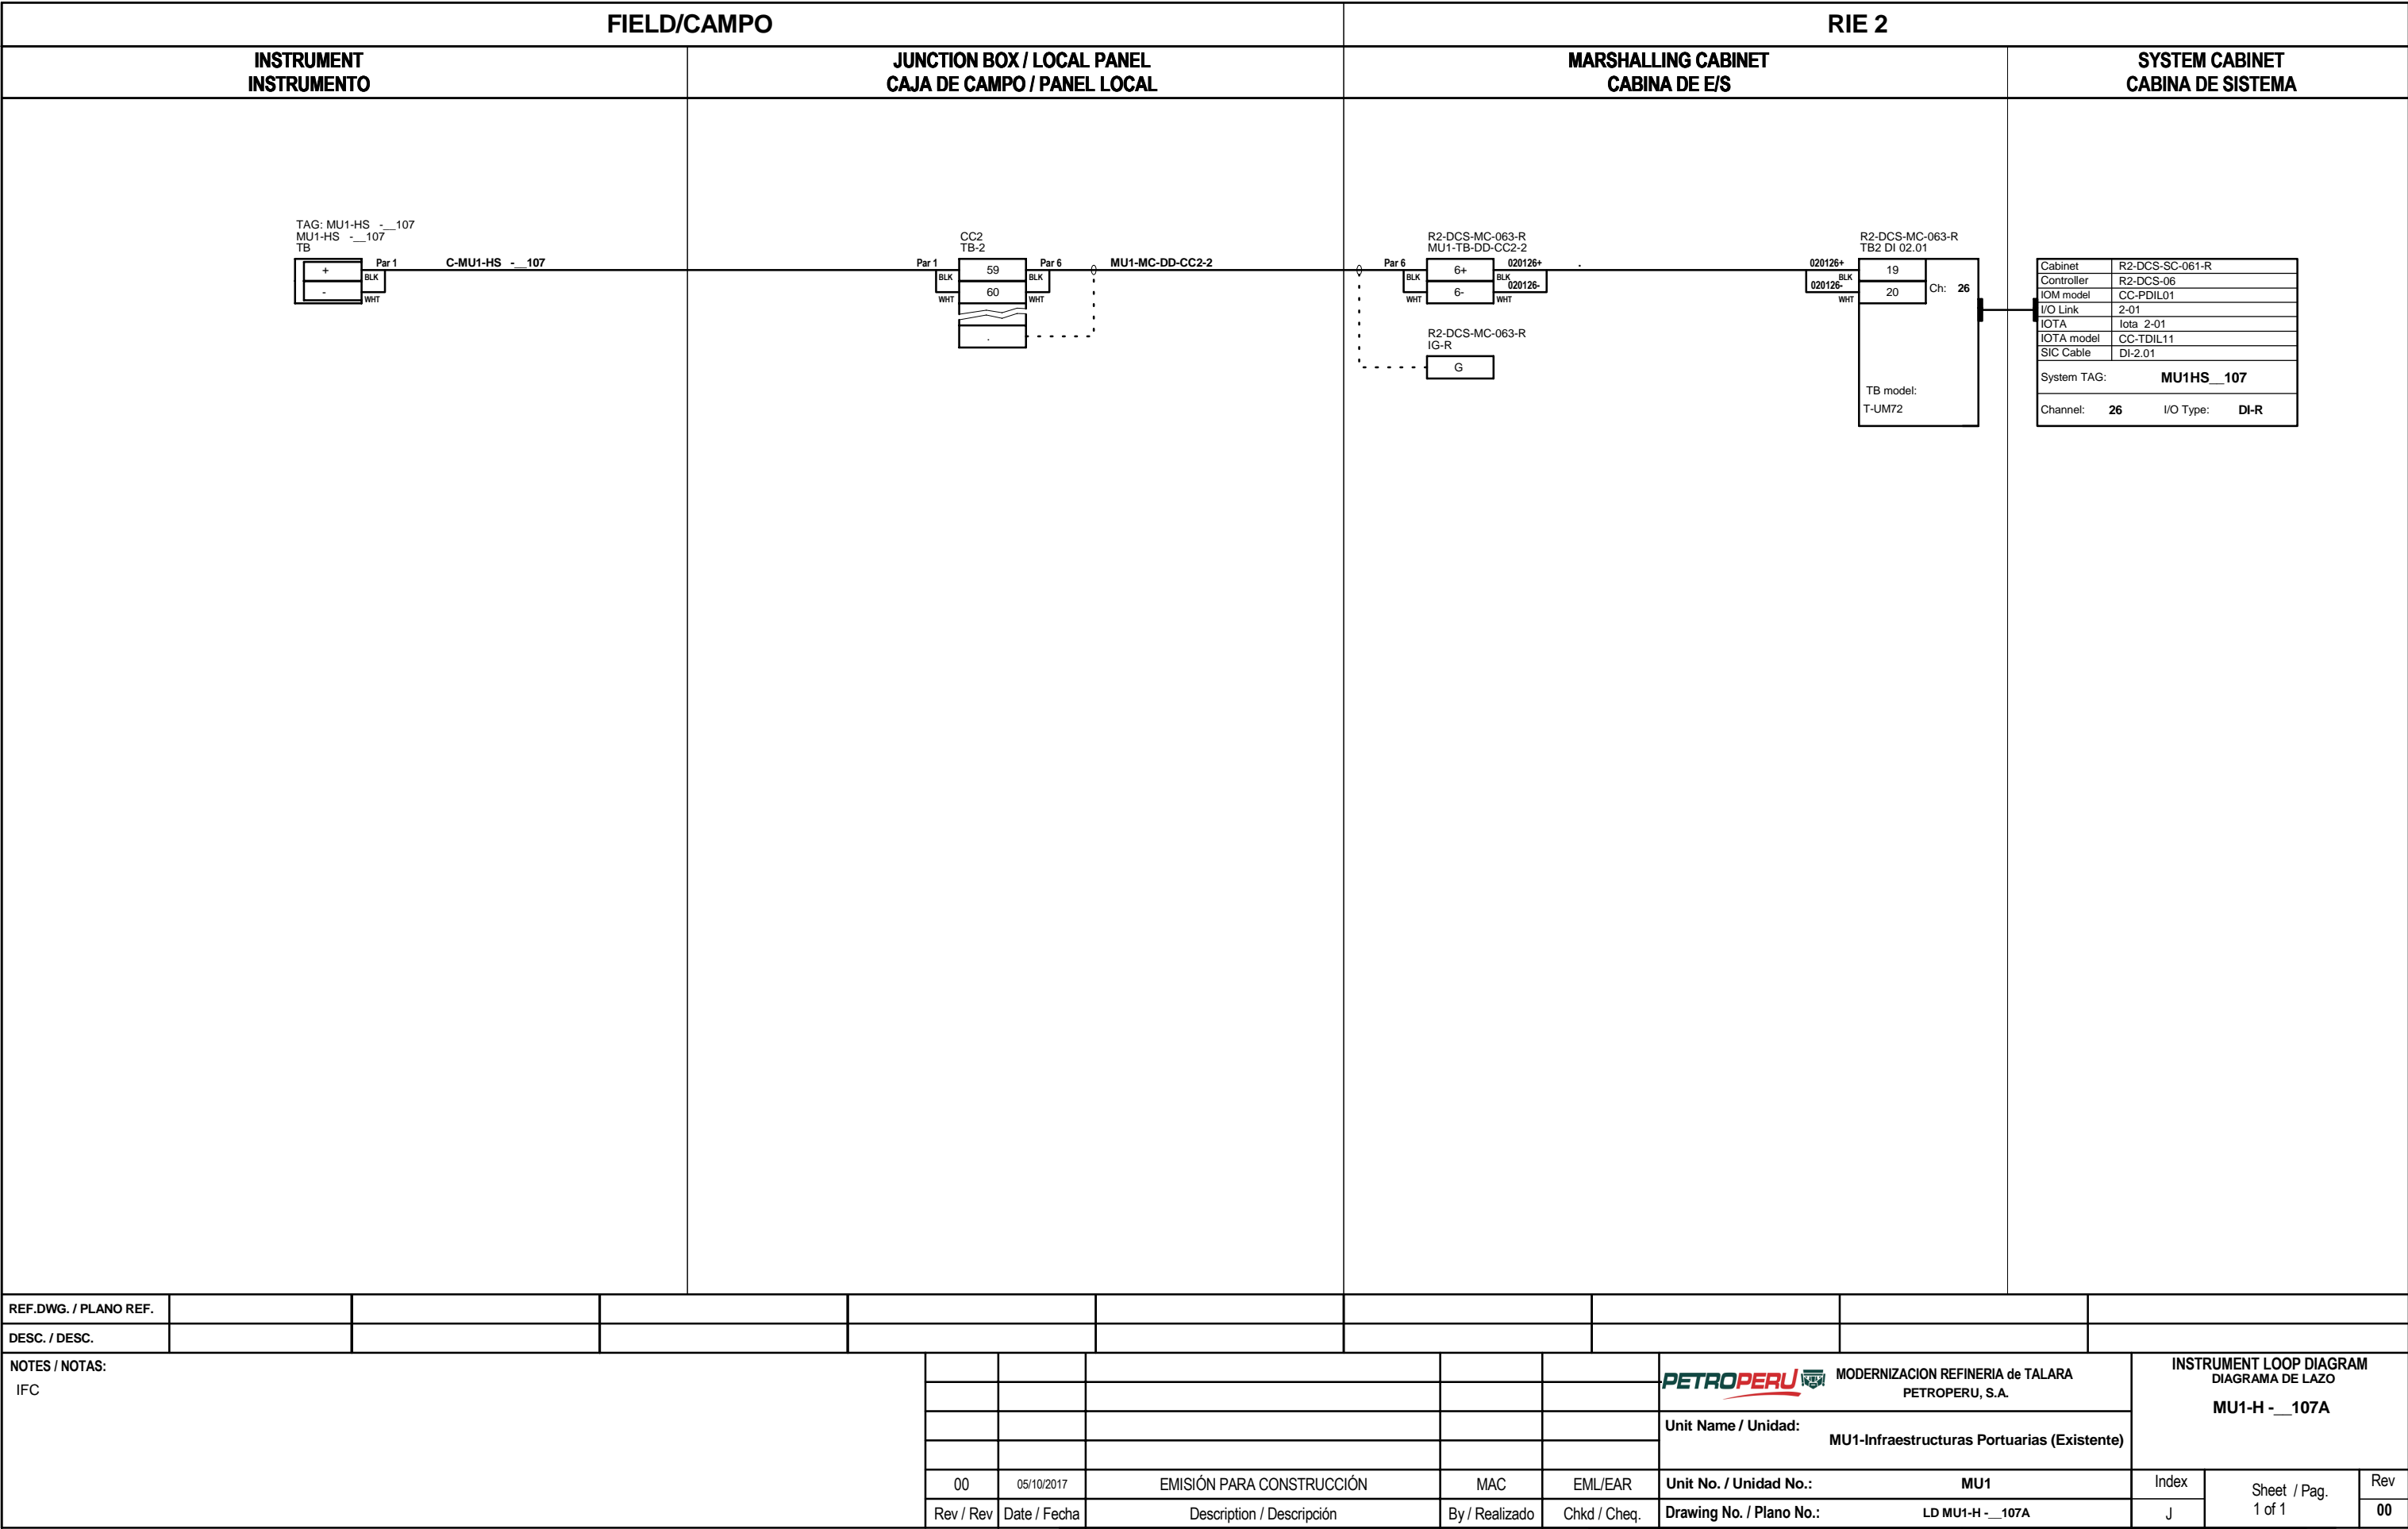 FIELD/CAMPO
RIE 2
INSTRUMENT
INSTRUMENTO
JUNCTION BOX / LOCAL PANEL
CAJA DE CAMPO / PANEL LOCAL
MARSHALLING CABINET
CABINA DE E/S
SYSTEM CABINET
CABINA DE SISTEMA
TAG: MU1-HS -__107
MU1-HS -__107
TB
+
-
Par 1
BLK
WHT
C-MU1-HS -__107
CC2
TB-2
Par 1
BLK
WHT
59
60
.
Par 6
BLK
WHT
MU1-MC-DD-CC2-2
R2-DCS-MC-063-R
MU1-TB-DD-CC2-2
Par 6
BLK
WHT
6+
6-
020126+
BLK
020126-
WHT
.
R2-DCS-MC-063-R
IG-R
G
R2-DCS-MC-063-R
TB2 DI 02.01
020126+
BLK
020126-
WHT
19
20
Ch: 26
TB model:
T-UM72
Cabinet R2-DCS-SC-061-R
Controller R2-DCS-06
IOM model CC-PDIL01
I/O Link 2-01
IOTA Iota 2-01
IOTA model CC-TDIL11
SIC Cable DI-2.01
System TAG: MU1HS__107
Channel: 26 I/O Type: DI-R
REF.DWG. / PLANO REF.
DESC. / DESC.
NOTES / NOTAS:
IFC
00 05/10/2017 EMISIÓN PARA CONSTRUCCIÓN MAC EML/EAR
Rev / Rev Date / Fecha Description / Descripción By / Realizado Chkd / Cheq.
PETROPERU
MODERNIZACION REFINERIA de TALARA
PETROPERU, S.A.
Unit Name / Unidad:
MU1-Infraestructuras Portuarias (Existente)
Unit No. / Unidad No.: MU1
Drawing No. / Plano No.: LD MU1-H -__107A
INSTRUMENT LOOP DIAGRAM
DIAGRAMA DE LAZO
MU1-H -__107A
Index
J
Sheet / Pag.
1 of 1
Rev
00